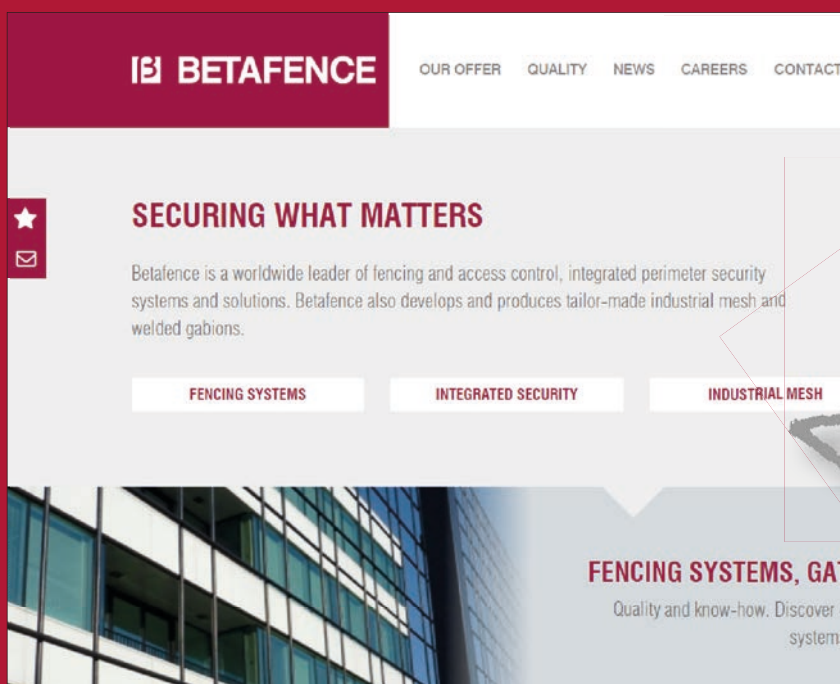 BETAFENCE
OUR OFFER QUALITY NEWS CAREERS CONTACT
SECURING WHAT MATTERS
Betafence is a worldwide leader of fencing and access control, integrated perimeter security
systems and solutions. Betafence also develops and produces tailor-made industrial mesh and
welded gabions.
FENCING SYSTEMS INTEGRATED SECURITY INDUSTRIAL MESH
FENCING SYSTEMS, GA
Quality and know-how. Discover
systems